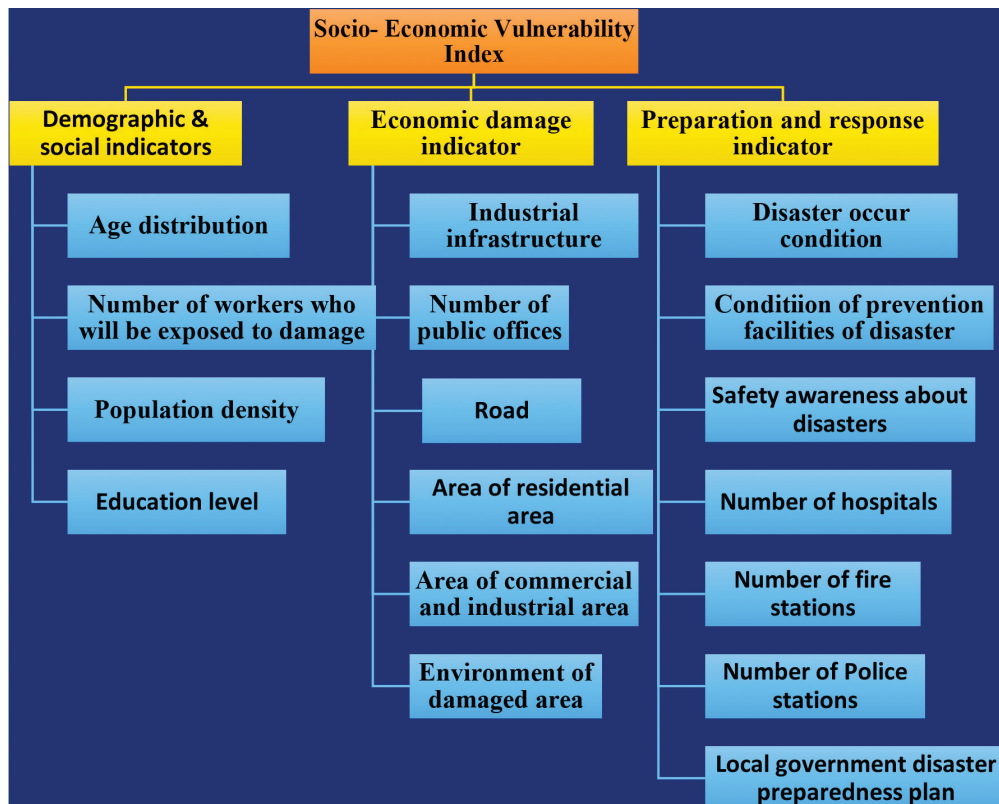 Socio- Economic Vulnerability
Index
Demographic &
social indicators
Age distribution
Number of workers who
will be exposed to damage
Population density
Education level
Economic damage
indicator
Industrial
infrastructure
Number of
public offices
Road
Area of residential
area
Area of commercial
and industrial area
Environment of
damaged area
Preparation and response
indicator
Disaster occur
condition
Conditiion of prevention
facilities of disaster
Safety awareness about
disasters
Number of hospitals
Number of fire
stations
Number of Police
stations
Local government disaster
preparedness plan